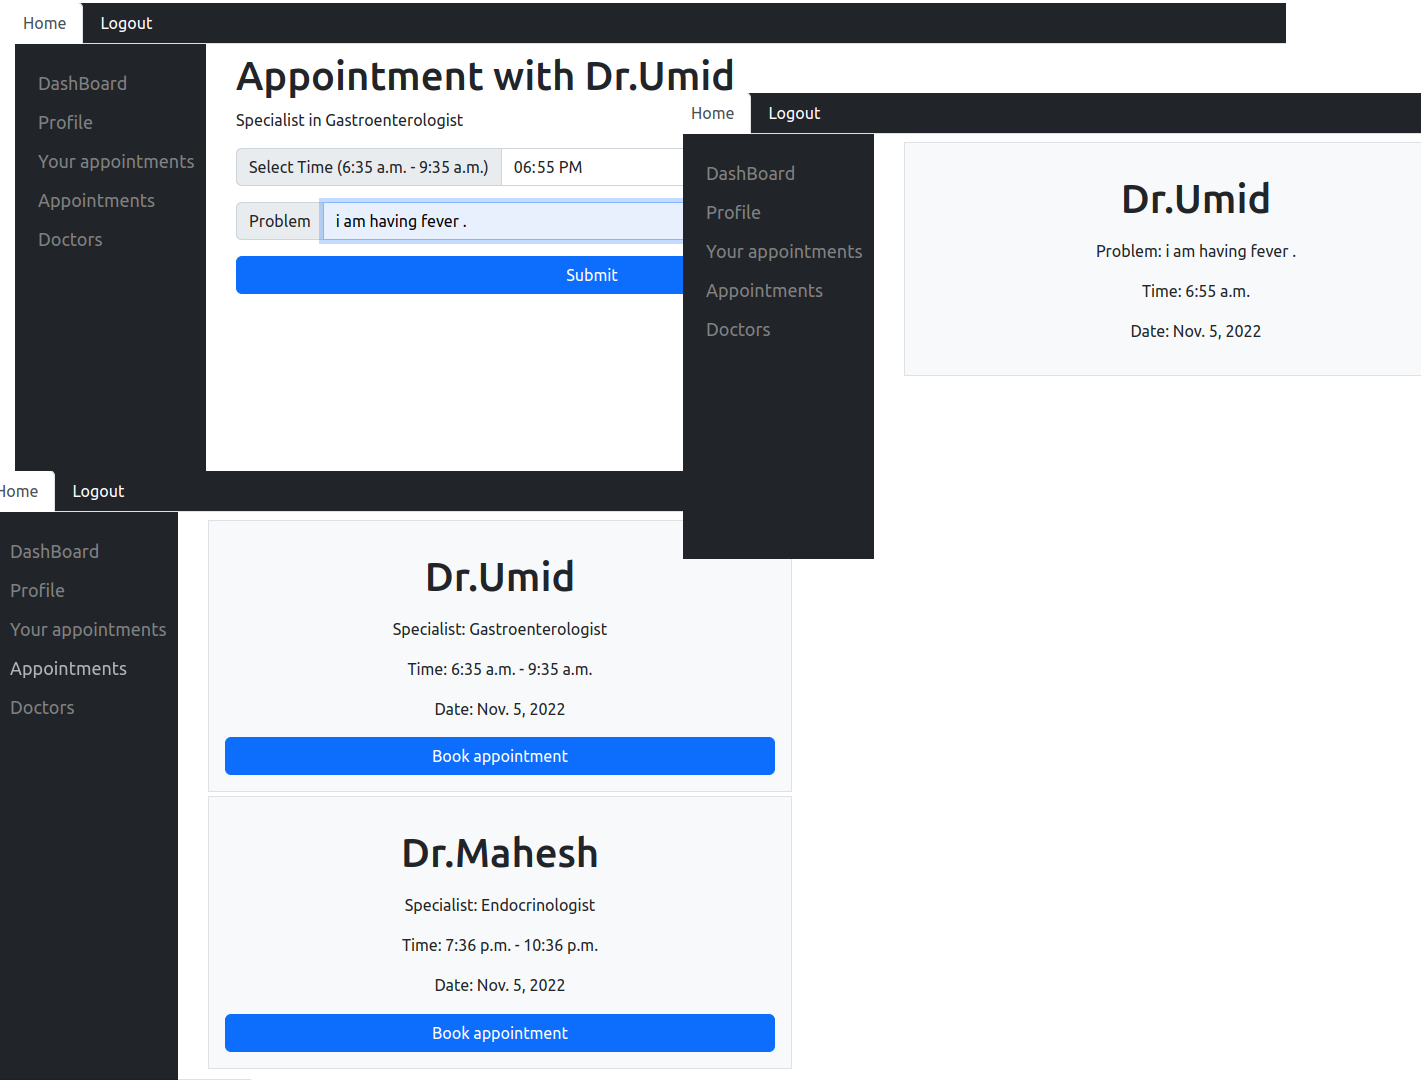 Home Logout
DashBoard
Profile
Your appointments
Appointments
Doctors
Appointment with Dr.Umid
Specialist in Gastroenterologist
Select Time (6:35 a.m. - 9:35 a.m.) 06:55 PM
Problem i am having fever .
Submit
Home Logout
DashBoard
Profile
Your appointments
Appointments
Doctors
Dr.Umid
Problem: i am having fever .
Time: 6:55 a.m.
Date: Nov. 5, 2022
Home Logout
DashBoard
Profile
Your appointments
Appointments
Doctors
Dr.Umid
Specialist: Gastroenterologist
Time: 6:35 a.m. - 9:35 a.m.
Date: Nov. 5, 2022
Book appointment
Dr.Mahesh
Specialist: Endocrinologist
Time: 7:36 p.m. - 10:36 p.m.
Date: Nov. 5, 2022
Book appointment